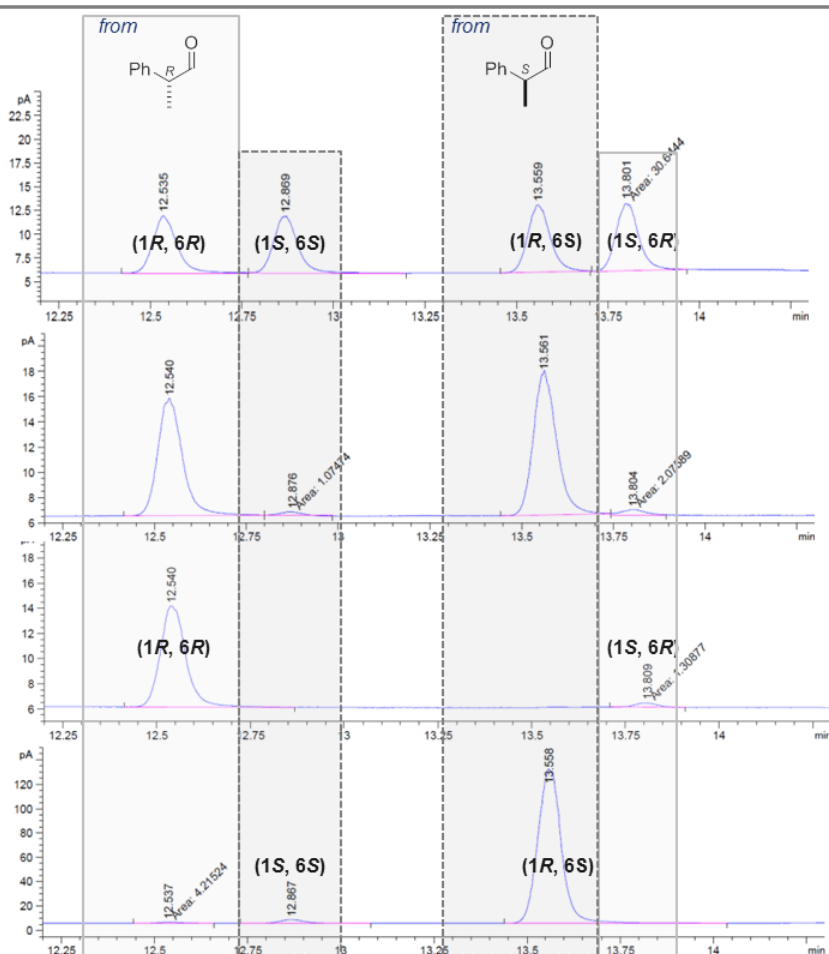 from
from
O
O
Ph R
Ph S
pA
22.5
20
17.5
15
12.5
10
7.5
5
12.535
12.869
13.559
13.801
Area: 30.6444
(1R, 6R)
(1S, 6S)
(1R, 6S)
(1S, 6R)
12.25 12.5 12.75 13 13.25 13.5 13.75 14 min
pA
18
16
14
12
10
8
6
12.540
12.876
Area: 1.07474
13.561
13.804
12.25 12.5 12.75 13 13.25 13.5 13.75 14 min
18
16
14
12
10
8
6
12.540
(1R, 6R)
(1S, 6R)
13.809
Area: 1.30877
12.25 12.5 12.75 13 13.25 13.5 13.75 14 min
pA
120
100
80
60
40
20
0
12.537
Area: 4.21524
(1S, 6S)
12.867
13.558
(1R, 6S)
12.25 12.5 12.75 13 13.25 13.5 13.75 14 min